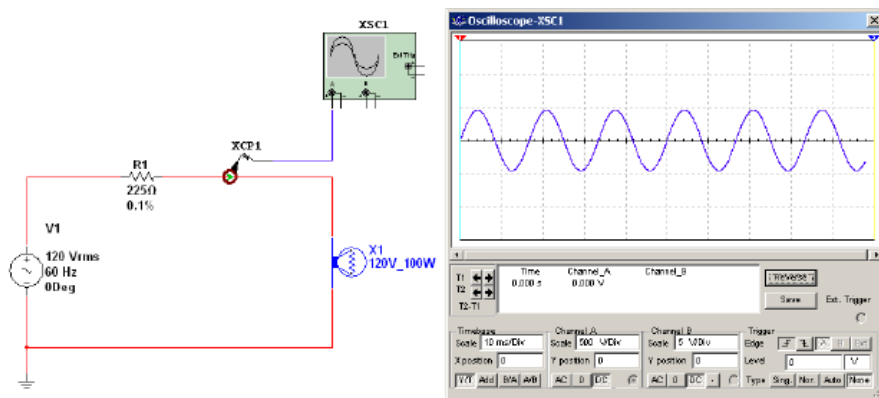 XSC1
Ext Trig
A B
XCP1
R1
225Ω
0.1%
V1
120 Vrms
60 Hz
0Deg
X1
120V_100W
Oscilloscope-XSC1
Time Channel_A Channel_B
T1 0.000 s 0.000 V
T2
T2-T1
Reverse
Save Ext. Trigger
Timebase Channel A Channel B Trigger
Scale 10 ms/Div Scale 500 V/Div Scale 5 V/Div Edge A B Ext
X position 0 Y position 0 Y position 0 Level 0 V
Y/T Add B/A A/B AC 0 DC AC 0 DC - Type Sing. Nor. Auto None